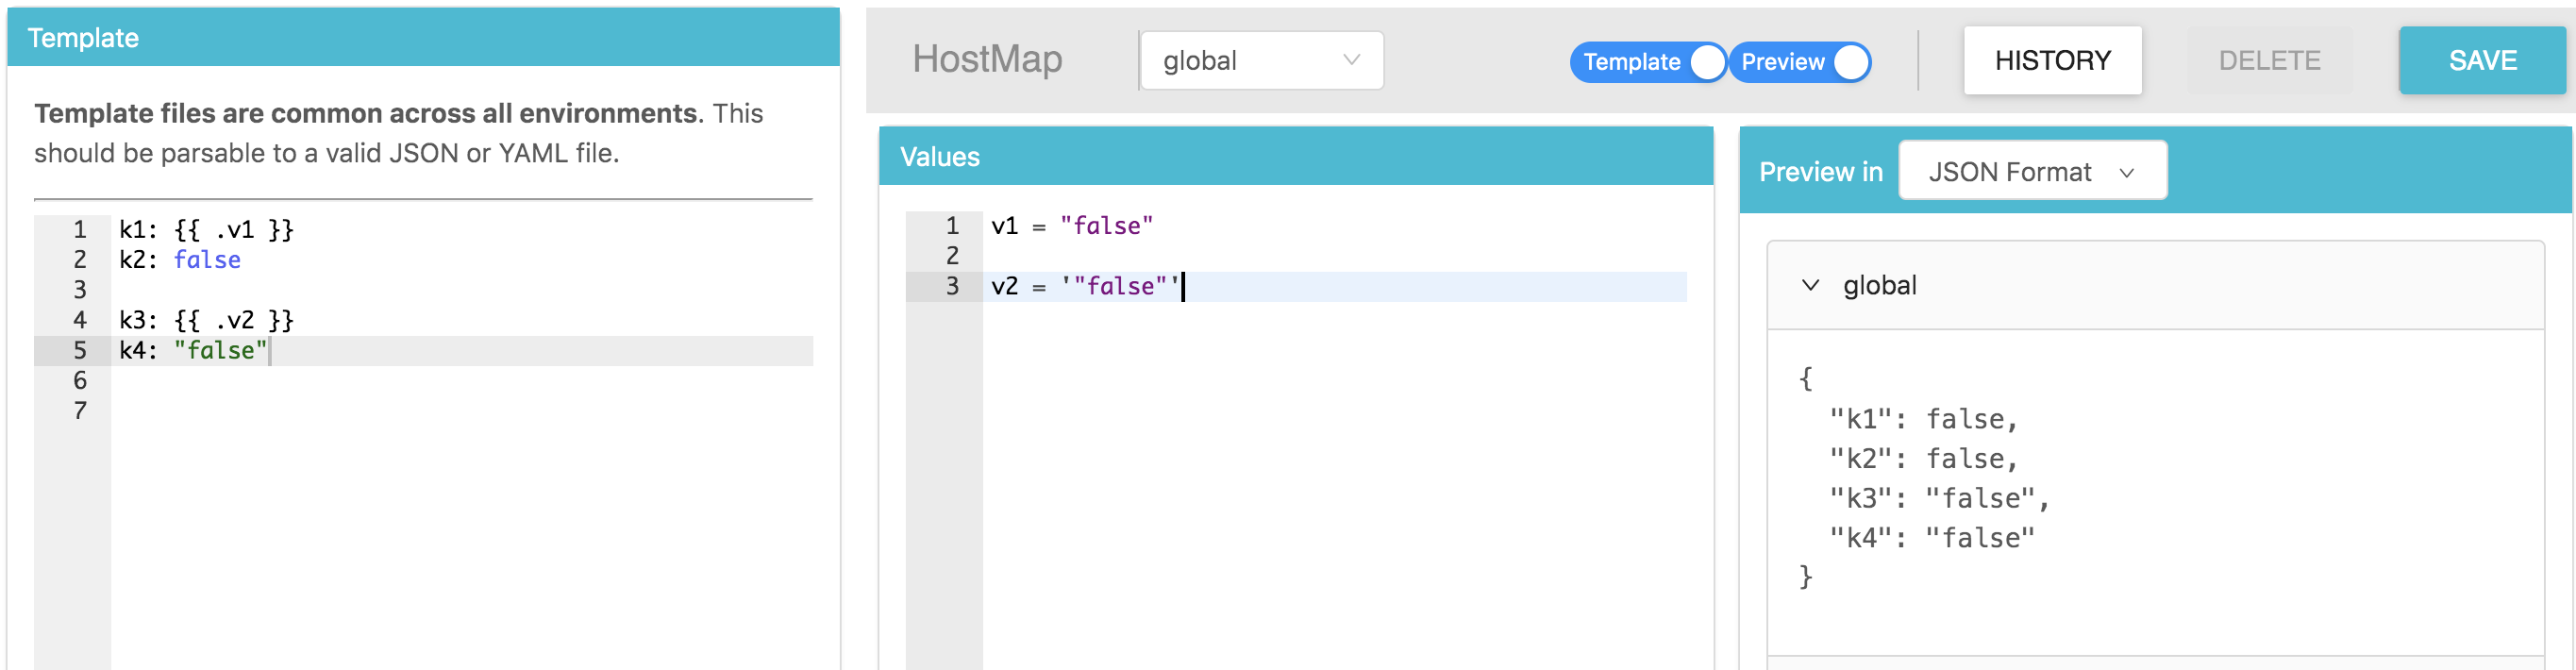 Template
Template files are common across all environments. This
should be parsable to a valid JSON or YAML file.
1 k1: {{ .v1 }}
2 k2: false
3
4 k3: {{ .v2 }}
5 k4: "false"
6
7
HostMap
global
Template
Preview
HISTORY
DELETE
SAVE
Values
1 v1 = "false"
2
3 v2 = '"false"'
Preview in
JSON Format
global
{
"k1": false,
"k2": false,
"k3": "false",
"k4": "false"
}